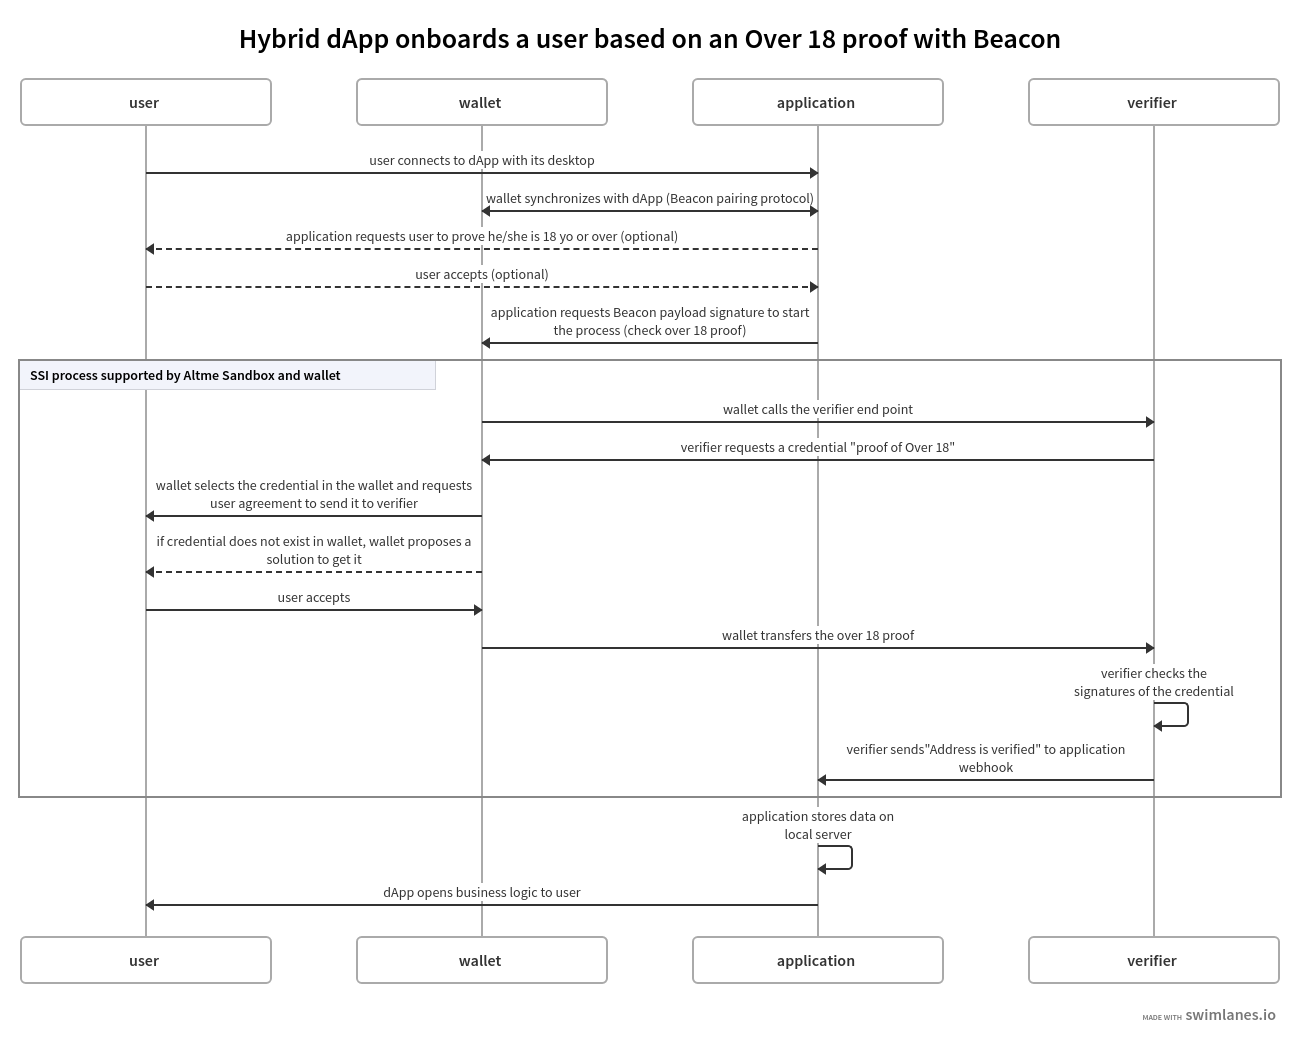 Hybrid dApp onboards a user based on an Over 18 proof with Beacon
user
wallet
application
verifier
user connects to dApp with its desktop
wallet synchronizes with dApp (Beacon pairing protocol)
application requests user to prove he/she is 18 yo or over (optional)
user accepts (optional)
application requests Beacon payload signature to start
the process (check over 18 proof)
SSI process supported by Altme Sandbox and wallet
wallet calls the verifier end point
verifier requests a credential "proof of Over 18"
wallet selects the credential in the wallet and requests
user agreement to send it to verifier
if credential does not exist in wallet, wallet proposes a
solution to get it
user accepts
wallet transfers the over 18 proof
verifier checks the
signatures of the credential
verifier sends"Address is verified" to application
webhook
application stores data on
local server
dApp opens business logic to user
user
wallet
application
verifier
MADE WITH swimlanes.io